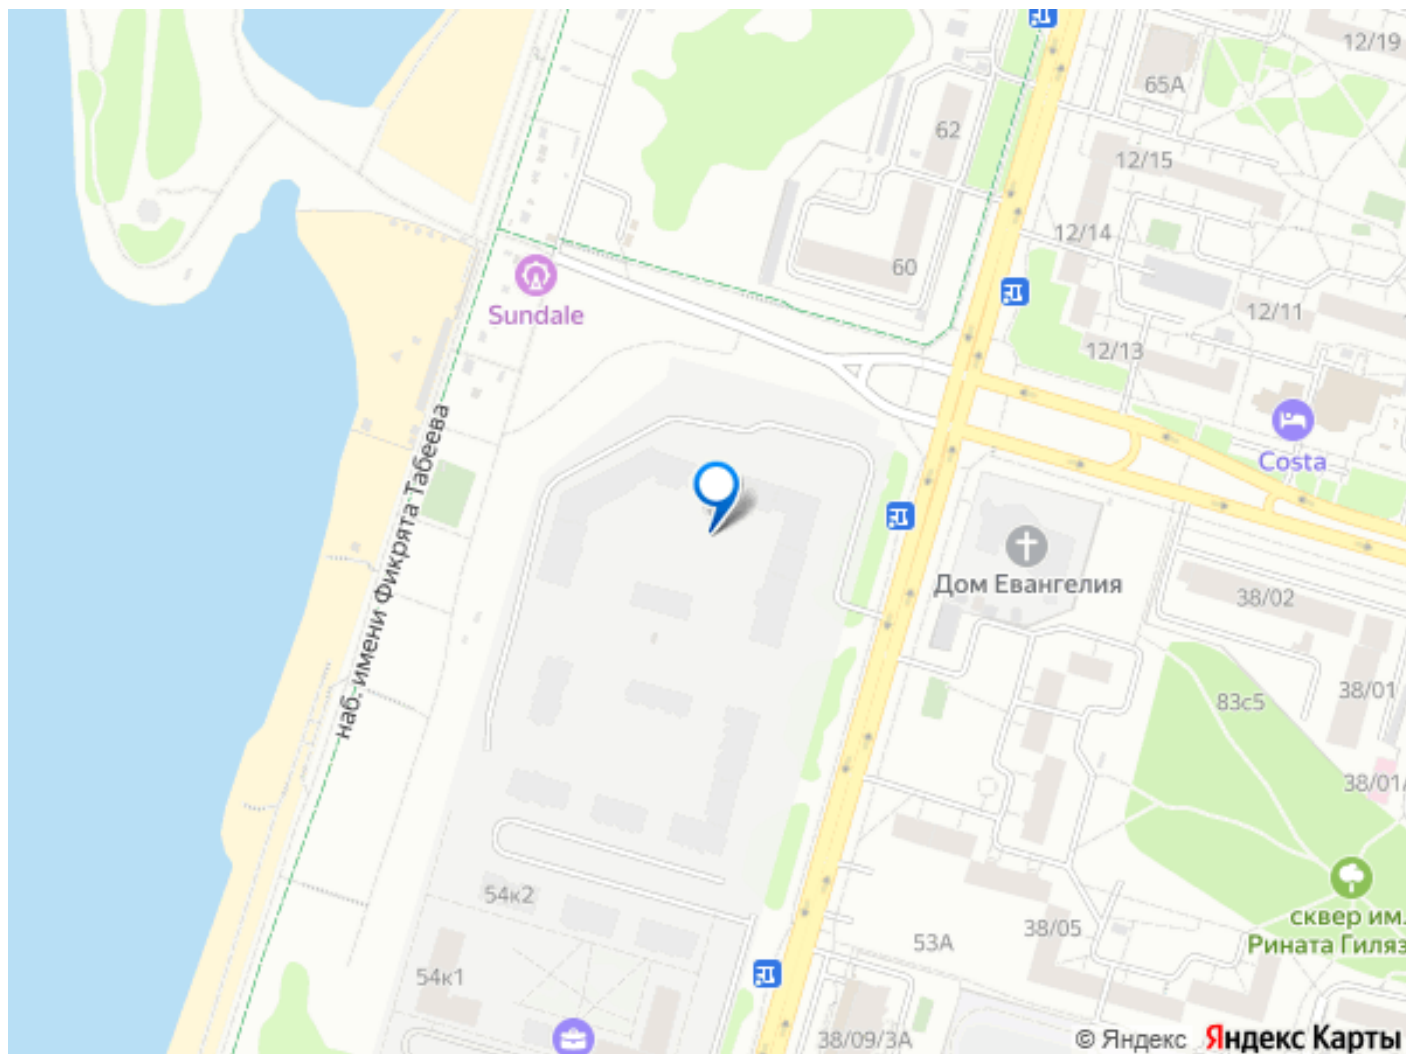 12/19
65А
62
12/15
12/14
60
Sundale
12/11
12/13
наб. имени Фикрята Табеева
Costa
Дом Евангелия
38/02
38/01
83с5
38/01/
сквер им.
Рината Гиляз
54к2
53А
38/05
54к1
38/09/3А
© Яндекс Яндекс Карты